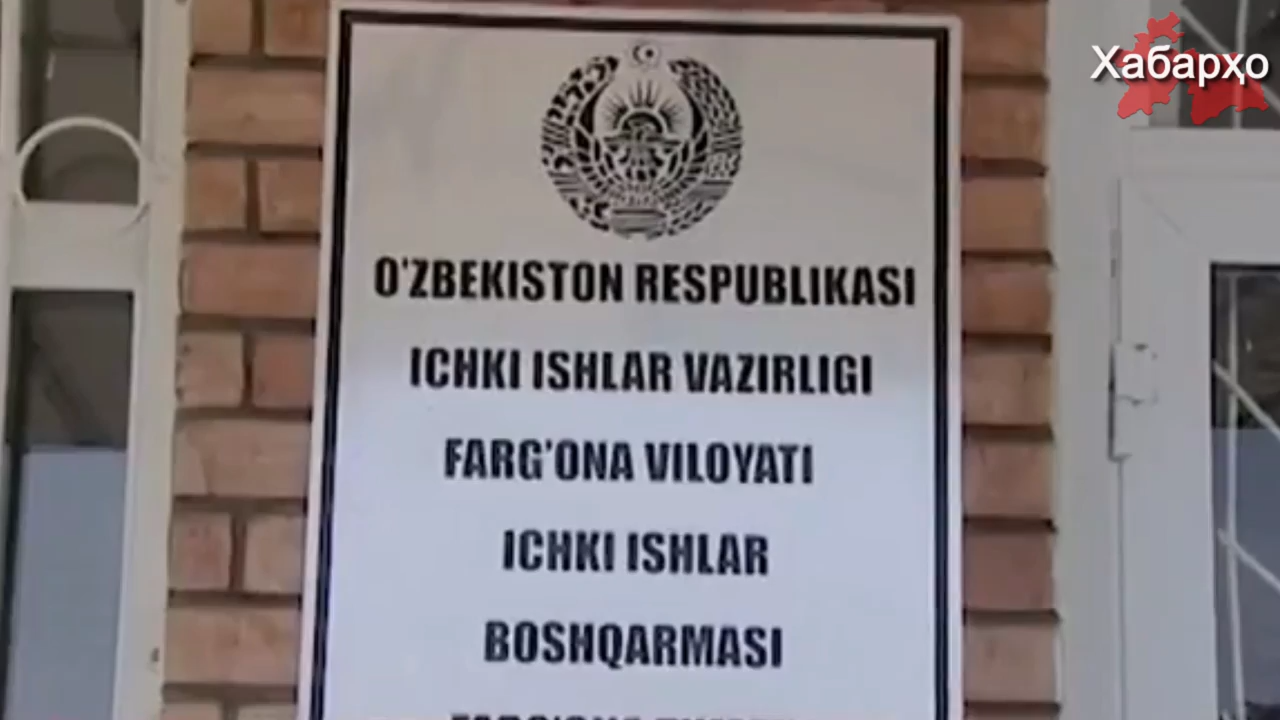 Хабарҳо
O'ZBEKISTON RESPUBLIKASI
ICHKI ISHLAR VAZIRLIGI
FARG'ONA VILOYATI
ICHKI ISHLAR
BOSHQARMASI